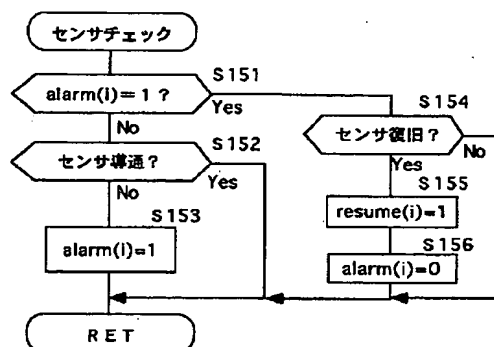 センサチェック
S151
alarm(i)=1?
Yes
No
S154
センサ復旧?
No
Yes
S152
センサ導通?
Yes
No
S155
resume(i)=1
S153
alarm(i)=1
S156
alarm(i)=0
RET